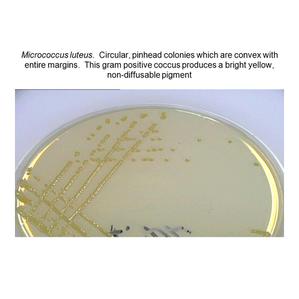 Micrococcus luteus. Circular, pinhead colonies which are convex with
entire margins. This gram positive coccus produces a bright yellow,
non-diffusable pigment